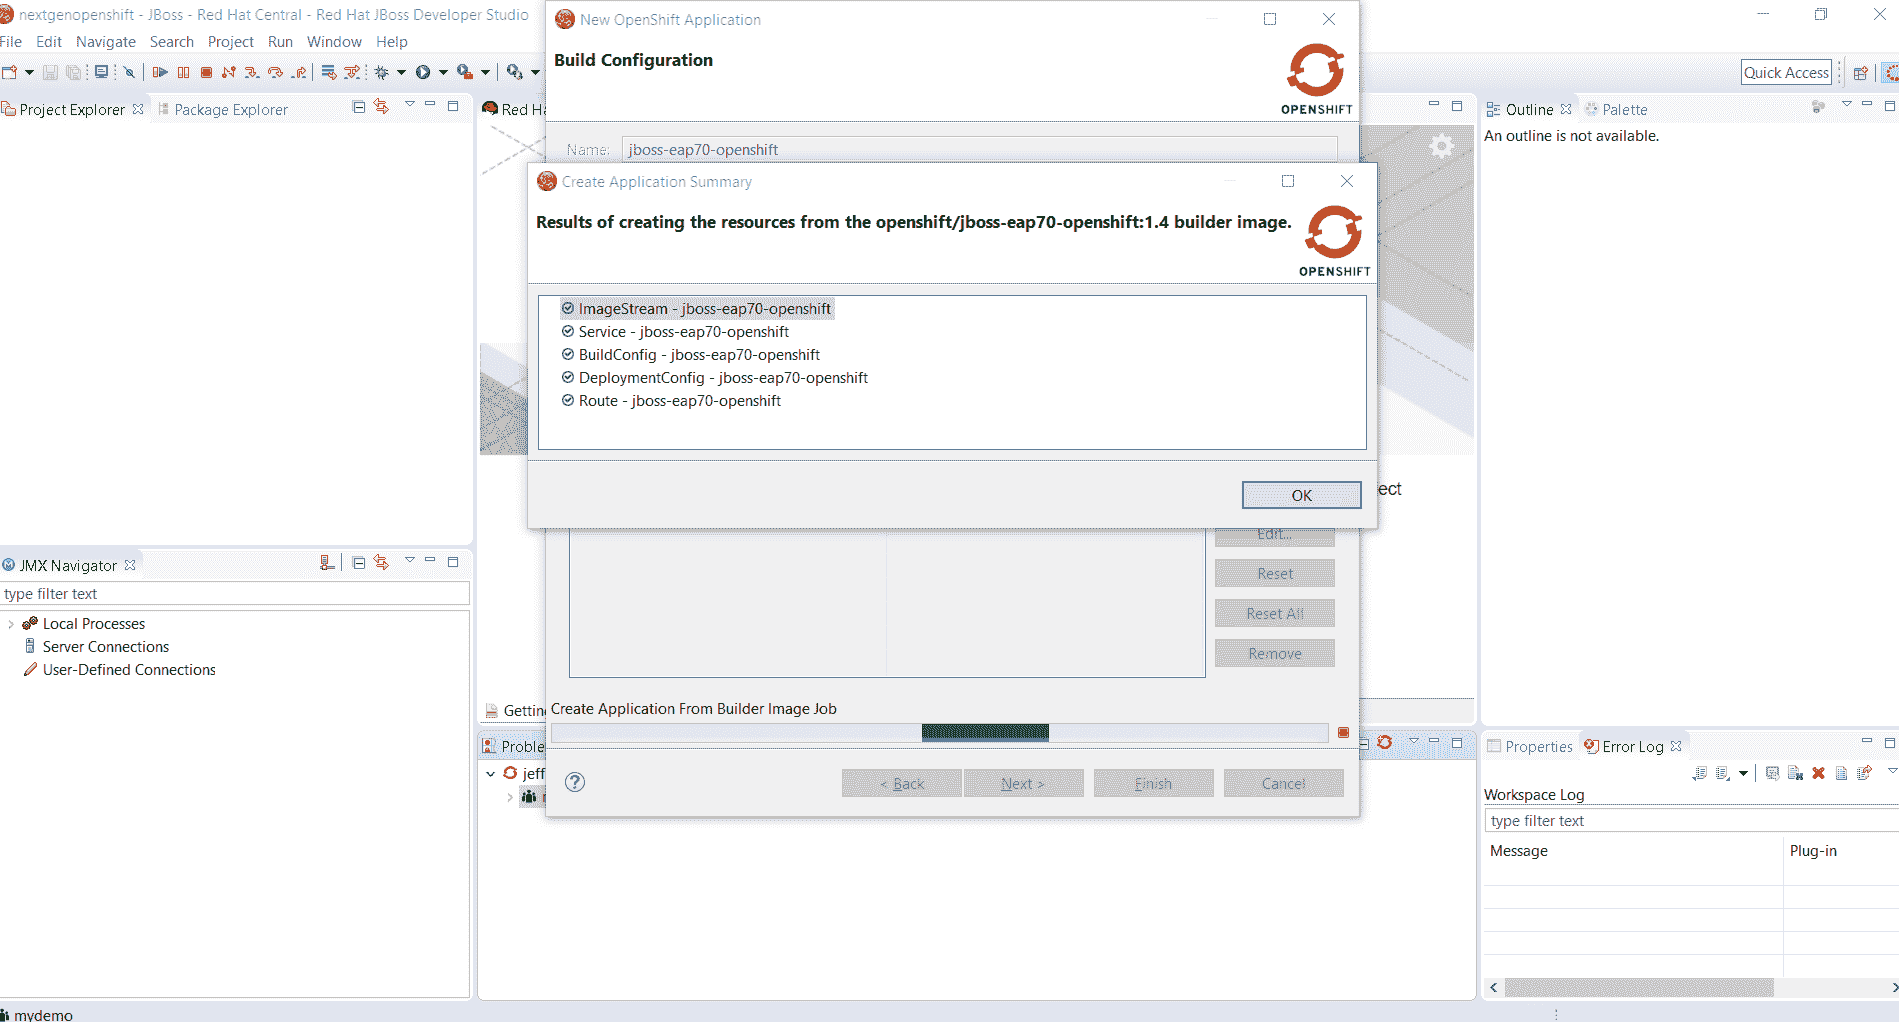 nextgenopenshift - JBoss - Red Hat Central - Red Hat JBoss Developer Studio
File Edit Navigate Search Project Run Window Help
Quick Access
Project Explorer
Package Explorer
Red Ha
Outline
Palette
An outline is not available.
New OpenShift Application
Build Configuration
OPENSHIFT
Name:
jboss-eap70-openshift
Create Application Summary
Results of creating the resources from the openshift/jboss-eap70-openshift:1.4 builder image.
OPENSHIFT
ImageStream - jboss-eap70-openshift
Service - jboss-eap70-openshift
BuildConfig - jboss-eap70-openshift
DeploymentConfig - jboss-eap70-openshift
Route - jboss-eap70-openshift
OK
ect
Edit...
Reset
Reset All
Remove
Create Application From Builder Image Job
< Back
Next >
Finish
Cancel
JMX Navigator
type filter text
Local Processes
Server Connections
User-Defined Connections
Getting
Proble
jeff
Properties
Error Log
Workspace Log
type filter text
Message
Plug-in
mydemo